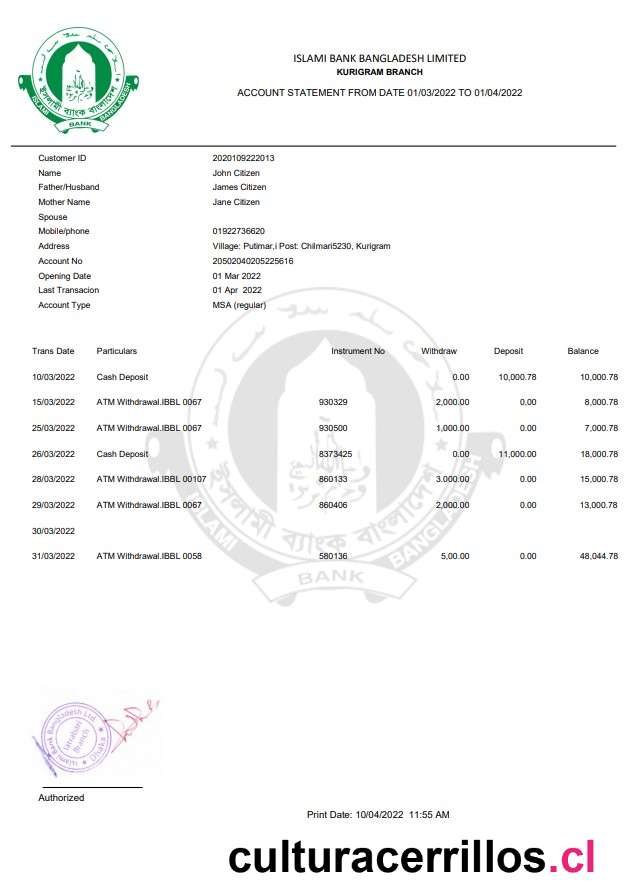 ISLAMI BANK BANGLADESH LIMITED
KURIGRAM BRANCH
ACCOUNT STATEMENT FROM DATE 01/03/2022 TO 01/04/2022
ইসলামী ব্যাংক বাংলাদেশ
ISLAMI BANK BANGLADESH
Customer ID 2020109222013
Name John Citizen
Father/Husband James Citizen
Mother Name Jane Citizen
Spouse
Mobile/phone 01922736620
Address Village: Putimar,i Post: Chilmari5230, Kurigram
Account No 20502040205225616
Opening Date 01 Mar 2022
Last Transacion 01 Apr 2022
Account Type MSA (regular)
Trans Date Particulars Instrument No Withdraw Deposit Balance
10/03/2022 Cash Deposit 0.00 10,000.78 10,000.78
15/03/2022 ATM Withdrawal.IBBL 0067 930329 2,000.00 0.00 8,000.78
25/03/2022 ATM Withdrawal.IBBL 0067 930500 1,000.00 0.00 7,000.78
26/03/2022 Cash Deposit 8373425 0.00 11,000.00 18,000.78
28/03/2022 ATM Withdrawal.IBBL 00107 860133 3.000.00 0.00 15,000.78
29/03/2022 ATM Withdrawal.IBBL 0067 860406 2,000.00 0.00 13,000.78
30/03/2022
31/03/2022 ATM Withdrawal.IBBL 0058 580136 5,00.00 0.00 48,044.78
ইসলামী ব্যাংক বাংলাদেশ
ISLAMI BANK BANGLADESH
Islami Bank Bangladesh Ltd.
Branch
Dhaka
Authorized
Print Date: 10/04/2022 11:55 AM
culturacerrillos.cl